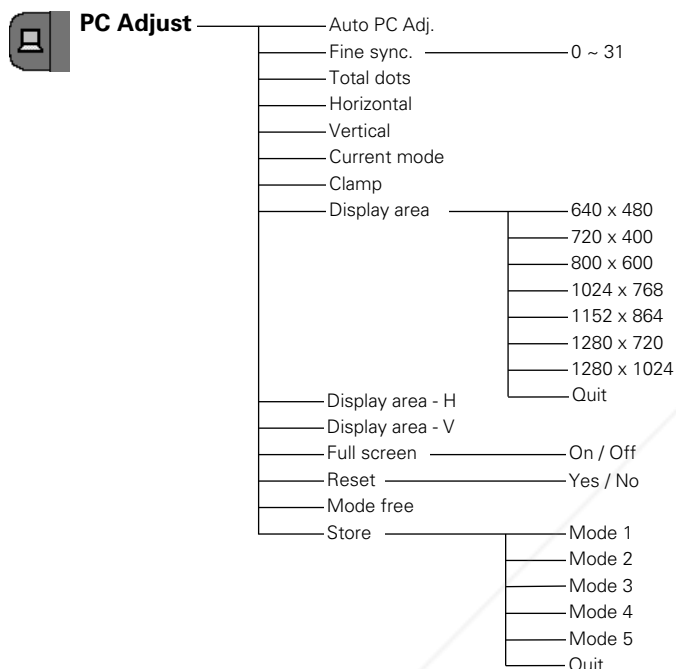 PC Adjust
Auto PC Adj.
Fine sync.
0 ~ 31
Total dots
Horizontal
Vertical
Current mode
Clamp
Display area
640 x 480
720 x 400
800 x 600
1024 x 768
1152 x 864
1280 x 720
1280 x 1024
Quit
Display area - H
Display area - V
Full screen
On / Off
Reset
Yes / No
Mode free
Store
Mode 1
Mode 2
Mode 3
Mode 4
Mode 5
Quit